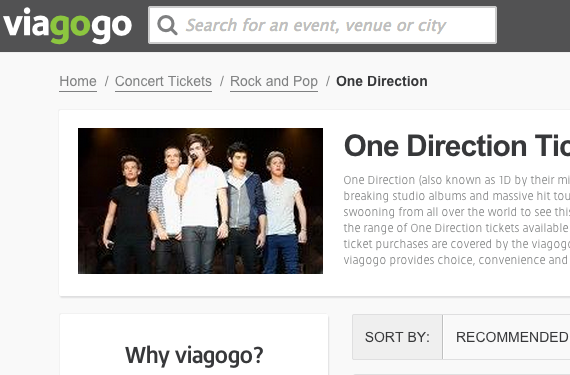 viagogo
Search for an event, venue or city
Home / Concert Tickets / Rock and Pop / One Direction
One Direction Tic
One Direction (also known as 1D by their mi
breaking studio albums and massive hit tou
swooning from all over the world to see this
the range of One Direction tickets available
ticket purchases are covered by the viagogo
viagogo provides choice, convenience and
Why viagogo?
SORT BY: RECOMMENDED